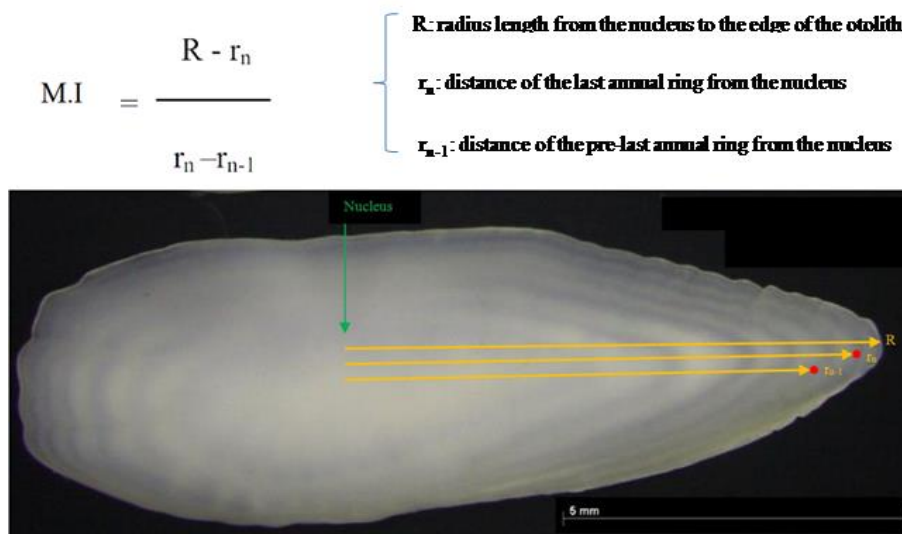 R: radius length from the nucleus to the edge of the otolith
R - rₙ
M.I =
rₙ: distance of the last annual ring from the nucleus
rₙ₋₁: distance of the pre-last annual ring from the nucleus
rₙ –rₙ₋₁
Nucleus
R
rₙ
rₙ₋₁
5 mm